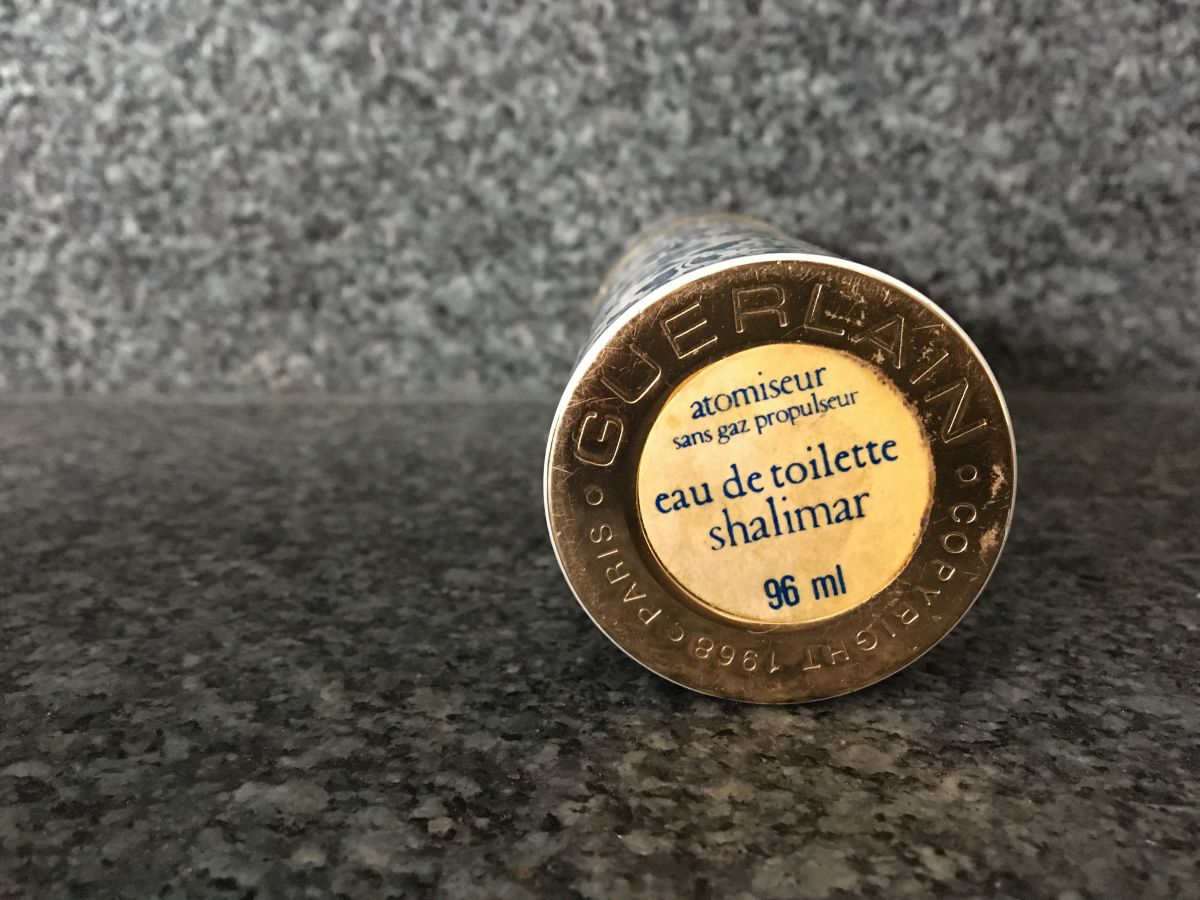 GUERLAIN
atomiseur
sans gaz propulseur
eau de toilette
shalimar
96 ml
COPYRIGHT 1968 C PARIS